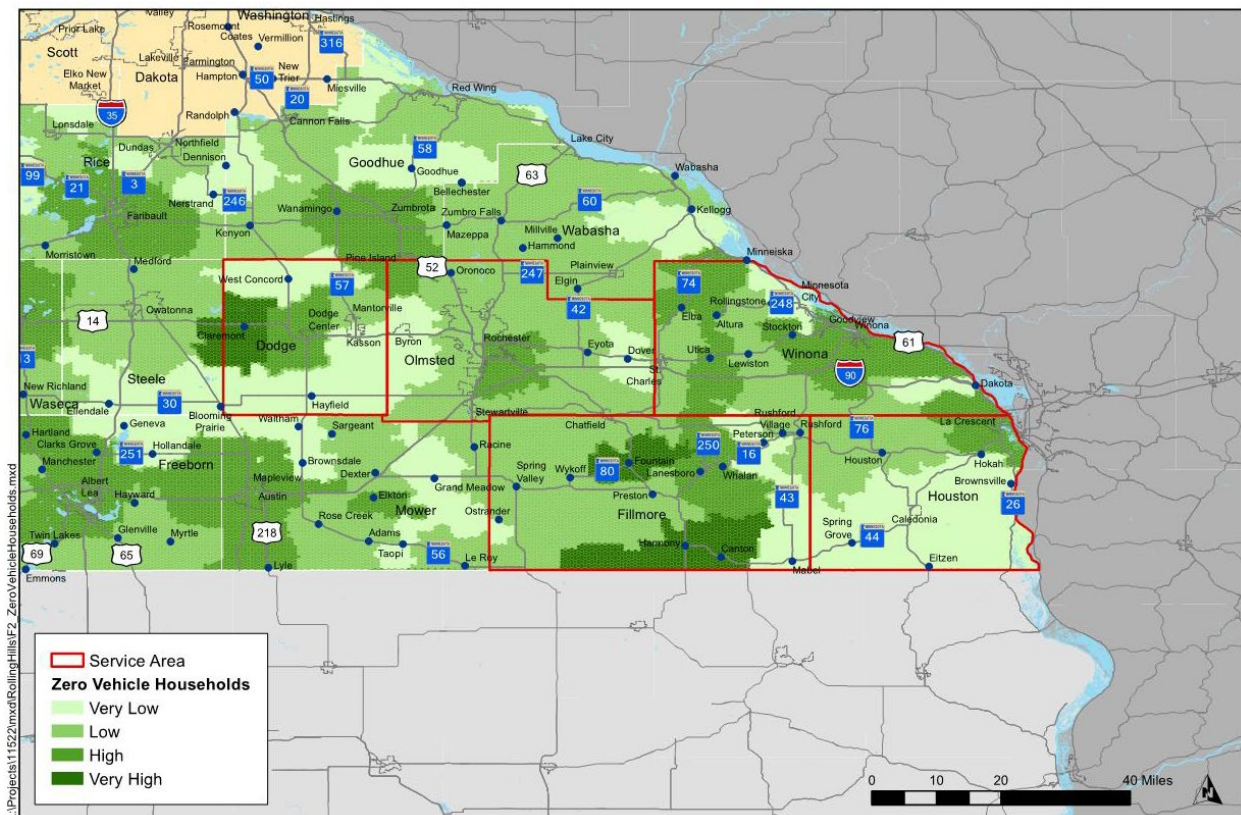 Valley
Washington
Hastings
Prior Lake
Rosemount
Coates
Vermillion
316
Scott
Lakeville
Farmington
New
Trier
Elko New
Market
Dakota
Hampton
50
Miesville
20
Red Wing
35
Randolph
Cannon Falls
Lonsdale
Dundas
Northfield
58
Lake City
Dennison
Goodhue
Rice
99
21
3
Goodhue
63
Wabasha
Nerstrand
246
Bellechester
60
Faribault
Wanamingo
Zumbrota
Zumbro Falls
Kellogg
Kenyon
Mazeppa
Millville
Wabasha
Hammond
Morristown
Medford
Pine Island
52
Oronoco
Minneiska
West Concord
57
247
Plainview
Elgin
74
Minnesota
City
Mantorville
42
Rollingstone
248
14
Owatonna
Dodge
Center
Elba
Altura
Goodview
Winona
Claremont
Dodge
Kasson
Byron
Rochester
Stockton
61
3
Olmsted
Eyota
Dover
Utica
Lewiston
Winona
Steele
St.
Charles
90
New Richland
Waseca
30
Dakota
Ellendale
Blooming
Prairie
Hayfield
Stewartville
Geneva
Waltham
Chatfield
Rushford
Village
Rushford
76
La Crescent
Hartland
Clarks Grove
251
Hollandale
Sargeant
Racine
250
Peterson
16
Manchester
Freeborn
Brownsdale
Spring
Valley
Wykoff
Fountain
80
Lanesboro
Whalan
Houston
Hokah
Albert
Lea
Hayward
Mapleview
Austin
Dexter
Grand Meadow
Brownsville
Elkton
Preston
43
Houston
26
Rose Creek
Mower
Ostrander
Fillmore
Caledonia
Glenville
Myrtle
218
Spring
Grove
44
Twin Lakes
Adams
Taopi
Harmony
Canton
69
65
56
Le Roy
Mabel
Eitzen
Emmons
Lyle
:\Projects\11522\mxd\RollingHills\F2_ZeroVehicleHouseholds.mxd
Service Area
Zero Vehicle Households
Very Low
Low
High
Very High
0 10 20 40 Miles
N